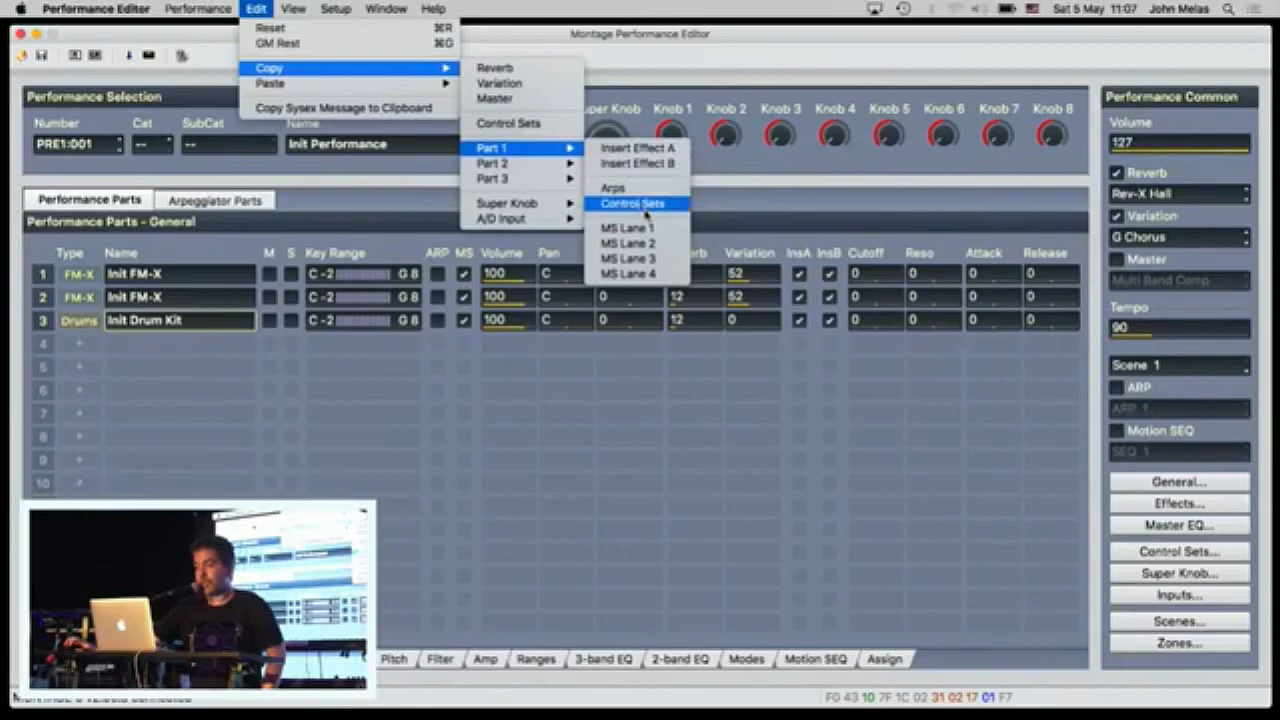 Performance Editor Performance Edit View Setup Window Help Sat 5 May 11:07 John Melas
Montage Performance Editor
Reset ⌘R
GM Rest ⌘G
Copy
Paste
Copy Sysex Message to Clipboard
Reverb
Variation
Master
Control Sets
Part 1
Part 2
Part 3
Super Knob
A/D Input
Insert Effect A
Insert Effect B
Arps
Control Sets
MS Lane 1
MS Lane 2
MS Lane 3
MS Lane 4
Performance Selection
Number Cat SubCat Name
PRE1:001 -- -- Init Performance
uper Knob Knob 1 Knob 2 Knob 3 Knob 4 Knob 5 Knob 6 Knob 7 Knob 8
Performance Parts Arpeggiator Parts
Performance Parts - General
Type Name M S Key Range ARP MS Volume Pan erb Variation InsA InsB Cutoff Reso Attack Release
1 FM-X Init FM-X C -2 G 8 100 C 52 0 0 0 0
2 FM-X Init FM-X C -2 G 8 100 C 0 12 52 0 0 0 0
3 Drums Init Drum Kit C -2 G 8 100 C 0 12 0 0 0 0 0
4 +
5 +
6 +
7 +
8 +
9 +
10 +
Pitch Filter Amp Ranges 3-band EQ 2-band EQ Modes Motion SEQ Assign
Performance Common
Volume
127
Reverb
Rev-X Hall
Variation
G Chorus
Master
Multi Band Comp
Tempo
90
Scene 1
ARP
ARP 1
Motion SEQ
SEQ 1
General...
Effects...
Master EQ...
Control Sets...
Super Knob...
Inputs...
Scenes...
Zones...
F0 43 10 7F 1C 02 31 02 17 01 F7